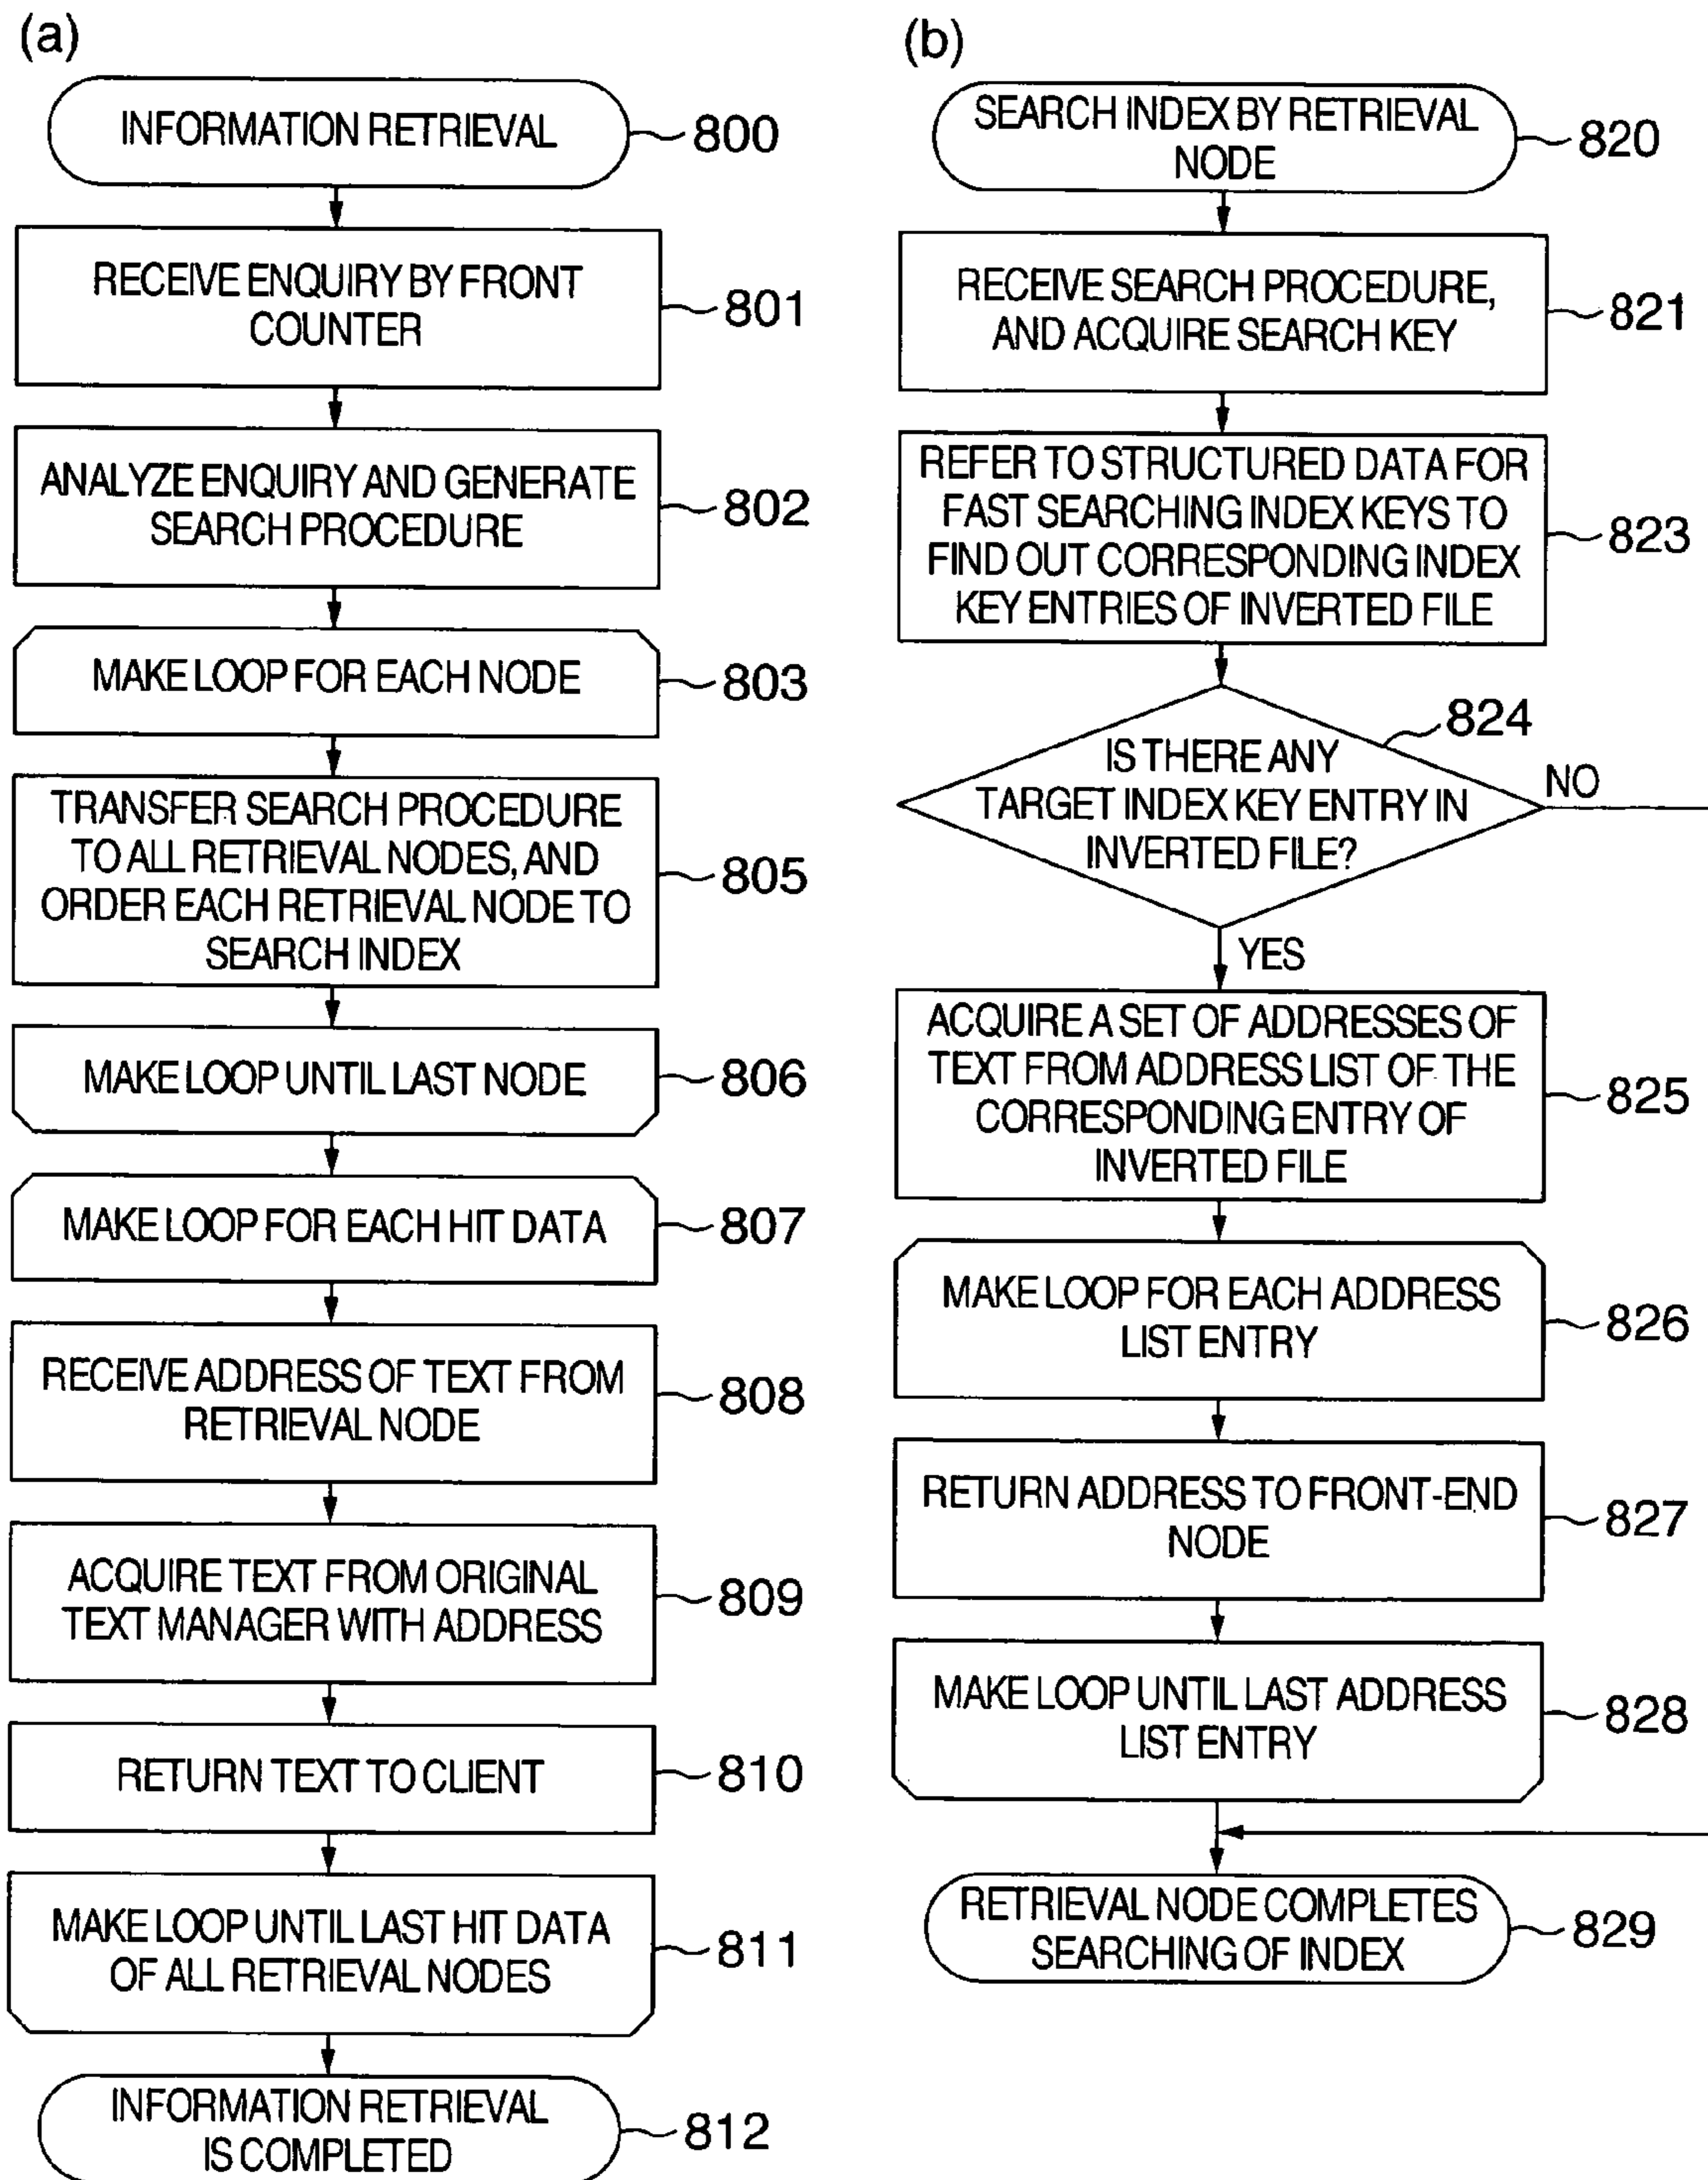 (a)
INFORMATION RETRIEVAL
800
RECEIVE ENQUIRY BY FRONT
COUNTER
801
ANALYZE ENQUIRY AND GENERATE
SEARCH PROCEDURE
802
MAKE LOOP FOR EACH NODE
803
TRANSFER SEARCH PROCEDURE
TO ALL RETRIEVAL NODES, AND
ORDER EACH RETRIEVAL NODE TO
SEARCH INDEX
805
MAKE LOOP UNTIL LAST NODE
806
MAKE LOOP FOR EACH HIT DATA
807
RECEIVE ADDRESS OF TEXT FROM
RETRIEVAL NODE
808
ACQUIRE TEXT FROM ORIGINAL
TEXT MANAGER WITH ADDRESS
809
RETURN TEXT TO CLIENT
810
MAKE LOOP UNTIL LAST HIT DATA
OF ALL RETRIEVAL NODES
811
INFORMATION RETRIEVAL
IS COMPLETED
812
(b)
SEARCH INDEX BY RETRIEVAL
NODE
820
RECEIVE SEARCH PROCEDURE,
AND ACQUIRE SEARCH KEY
821
REFER TO STRUCTURED DATA FOR
FAST SEARCHING INDEX KEYS TO
FIND OUT CORRESPONDING INDEX
KEY ENTRIES OF INVERTED FILE
823
824
IS THERE ANY
TARGET INDEX KEY ENTRY IN
INVERTED FILE?
NO
YES
ACQUIRE A SET OF ADDRESSES OF
TEXT FROM ADDRESS LIST OF THE
CORRESPONDING ENTRY OF
INVERTED FILE
825
MAKE LOOP FOR EACH ADDRESS
LIST ENTRY
826
RETURN ADDRESS TO FRONT-END
NODE
827
MAKE LOOP UNTIL LAST ADDRESS
LIST ENTRY
828
RETRIEVAL NODE COMPLETES
SEARCHING OF INDEX
829